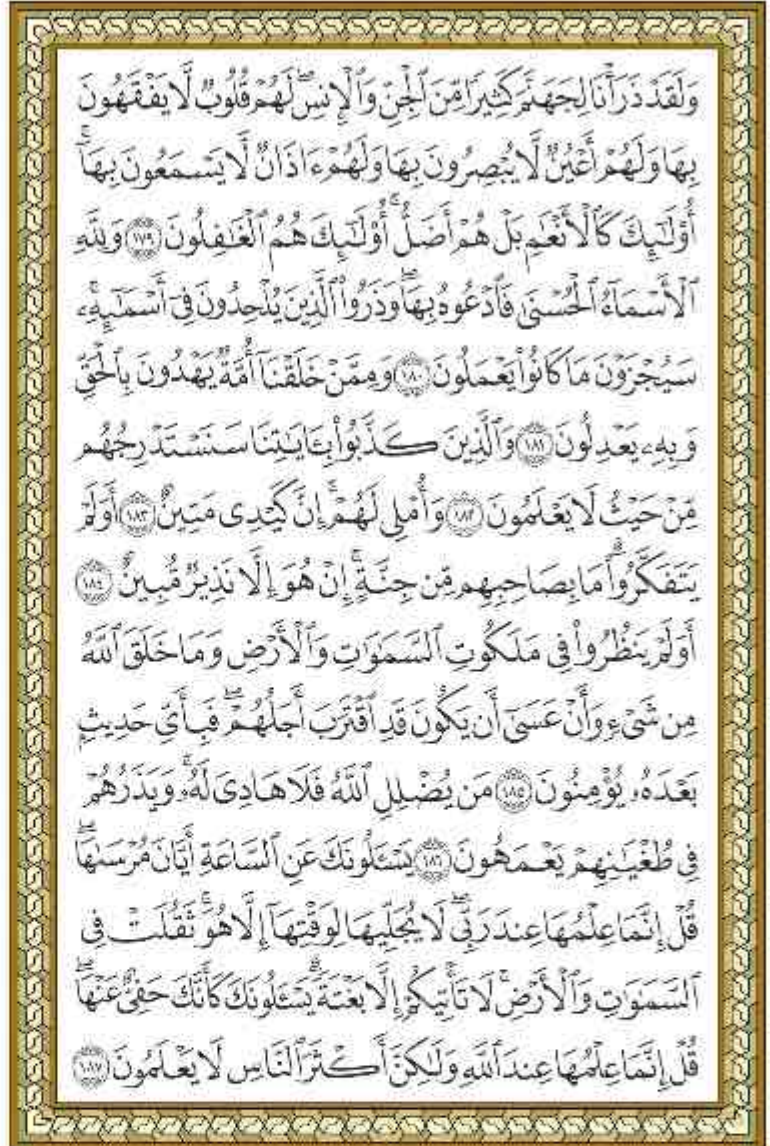 وَلَقَدْ ذَرَأْنَا لِجَهَنَّمَ كَثِيرًا مِّنَ ٱلْجِنِّ وَٱلْإِنسِ ۖ لَهُمْ قُلُوبٌ لَّا يَفْقَهُونَ
بِهَا وَلَهُمْ أَعْيُنٌ لَّا يُبْصِرُونَ بِهَا وَلَهُمْ ءَاذَانٌ لَّا يَسْمَعُونَ بِهَآ ۚ
أُو۟لَـٰٓئِكَ كَٱلْأَنْعَـٰمِ بَلْ هُمْ أَضَلُّ ۚ أُو۟لَـٰٓئِكَ هُمُ ٱلْغَـٰفِلُونَ ۝١٧٩ وَلِلَّهِ
ٱلْأَسْمَآءُ ٱلْحُسْنَىٰ فَٱدْعُوهُ بِهَا ۖ وَذَرُوا۟ ٱلَّذِينَ يُلْحِدُونَ فِىٓ أَسْمَـٰٓئِهِۦ ۚ
سَيُجْزَوْنَ مَا كَانُوا۟ يَعْمَلُونَ ۝١٨٠ وَمِمَّنْ خَلَقْنَآ أُمَّةٌ يَهْدُونَ بِٱلْحَقِّ
وَبِهِۦ يَعْدِلُونَ ۝١٨١ وَٱلَّذِينَ كَذَّبُوا۟ بِـَٔايَـٰتِنَا سَنَسْتَدْرِجُهُم
مِّنْ حَيْثُ لَا يَعْلَمُونَ ۝١٨٢ وَأُمْلِى لَهُمْ ۚ إِنَّ كَيْدِى مَتِينٌ ۝١٨٣ أَوَلَمْ
يَتَفَكَّرُوا۟ ۗ مَا بِصَاحِبِهِم مِّن جِنَّةٍ ۚ إِنْ هُوَ إِلَّا نَذِيرٌ مُّبِينٌ ۝١٨٤
أَوَلَمْ يَنظُرُوا۟ فِى مَلَكُوتِ ٱلسَّمَـٰوَٰتِ وَٱلْأَرْضِ وَمَا خَلَقَ ٱللَّهُ
مِن شَىْءٍ وَأَنْ عَسَىٰٓ أَن يَكُونَ قَدِ ٱقْتَرَبَ أَجَلُهُمْ ۖ فَبِأَىِّ حَدِيثٍۭ
بَعْدَهُۥ يُؤْمِنُونَ ۝١٨٥ مَن يُضْلِلِ ٱللَّهُ فَلَا هَادِىَ لَهُۥ ۚ وَيَذَرُهُمْ
فِى طُغْيَـٰنِهِمْ يَعْمَهُونَ ۝١٨٦ يَسْـَٔلُونَكَ عَنِ ٱلسَّاعَةِ أَيَّانَ مُرْسَىٰهَا ۖ
قُلْ إِنَّمَا عِلْمُهَا عِندَ رَبِّى ۖ لَا يُجَلِّيهَا لِوَقْتِهَآ إِلَّا هُوَ ۚ ثَقُلَتْ فِى
ٱلسَّمَـٰوَٰتِ وَٱلْأَرْضِ ۚ لَا تَأْتِيكُمْ إِلَّا بَغْتَةً ۗ يَسْـَٔلُونَكَ كَأَنَّكَ حَفِىٌّ عَنْهَا ۖ
قُلْ إِنَّمَا عِلْمُهَا عِندَ ٱللَّهِ وَلَـٰكِنَّ أَكْثَرَ ٱلنَّاسِ لَا يَعْلَمُونَ ۝١٨٧